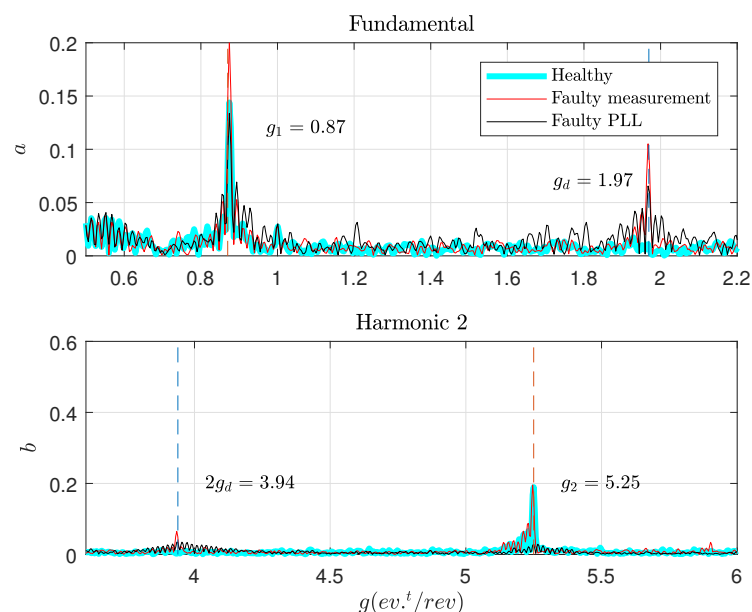 Fundamental
0.2
0.15
0.1
0.05
0
a
Healthy
Faulty measurement
Faulty PLL
g₁ = 0.87
g_d = 1.97
0.6 0.8 1 1.2 1.4 1.6 1.8 2 2.2
Harmonic 2
0.6
0.4
0.2
0
b
2g_d = 3.94
g₂ = 5.25
4 4.5 5 5.5 6
g(ev.ᵗ/rev)